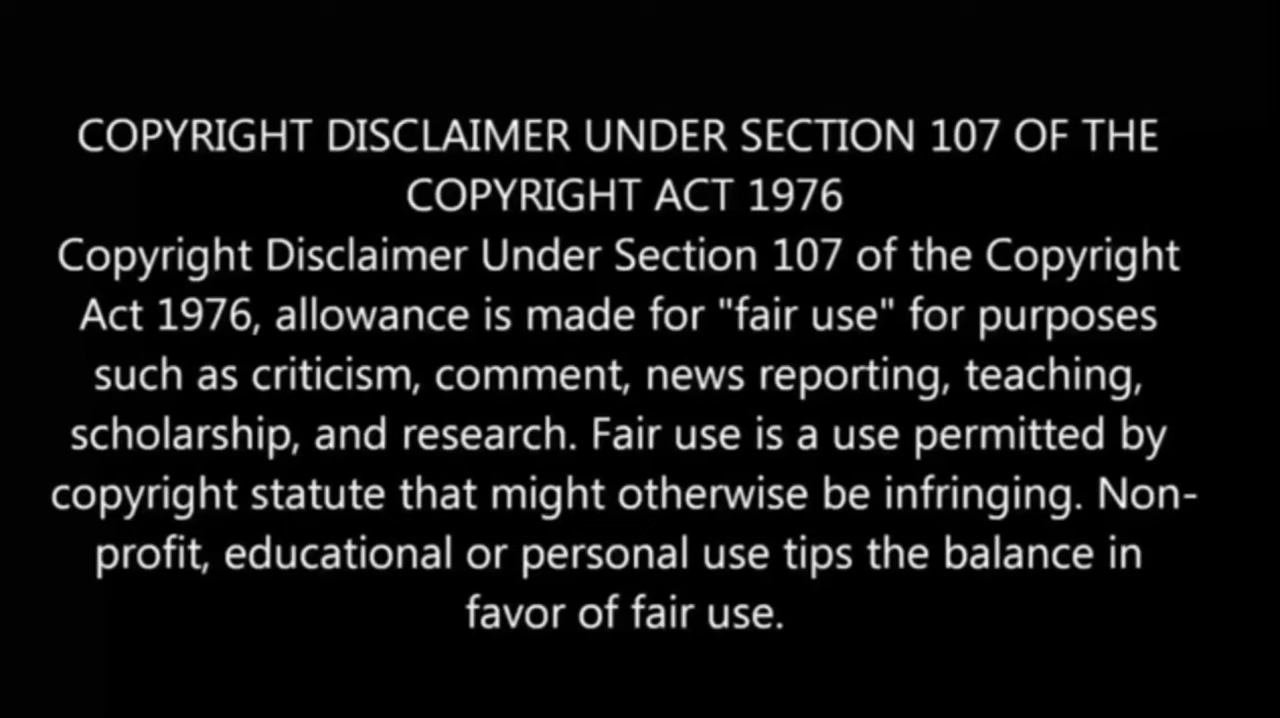 COPYRIGHT DISCLAIMER UNDER SECTION 107 OF THE
COPYRIGHT ACT 1976
Copyright Disclaimer Under Section 107 of the Copyright
Act 1976, allowance is made for "fair use" for purposes
such as criticism, comment, news reporting, teaching,
scholarship, and research. Fair use is a use permitted by
copyright statute that might otherwise be infringing. Non-
profit, educational or personal use tips the balance in
favor of fair use.